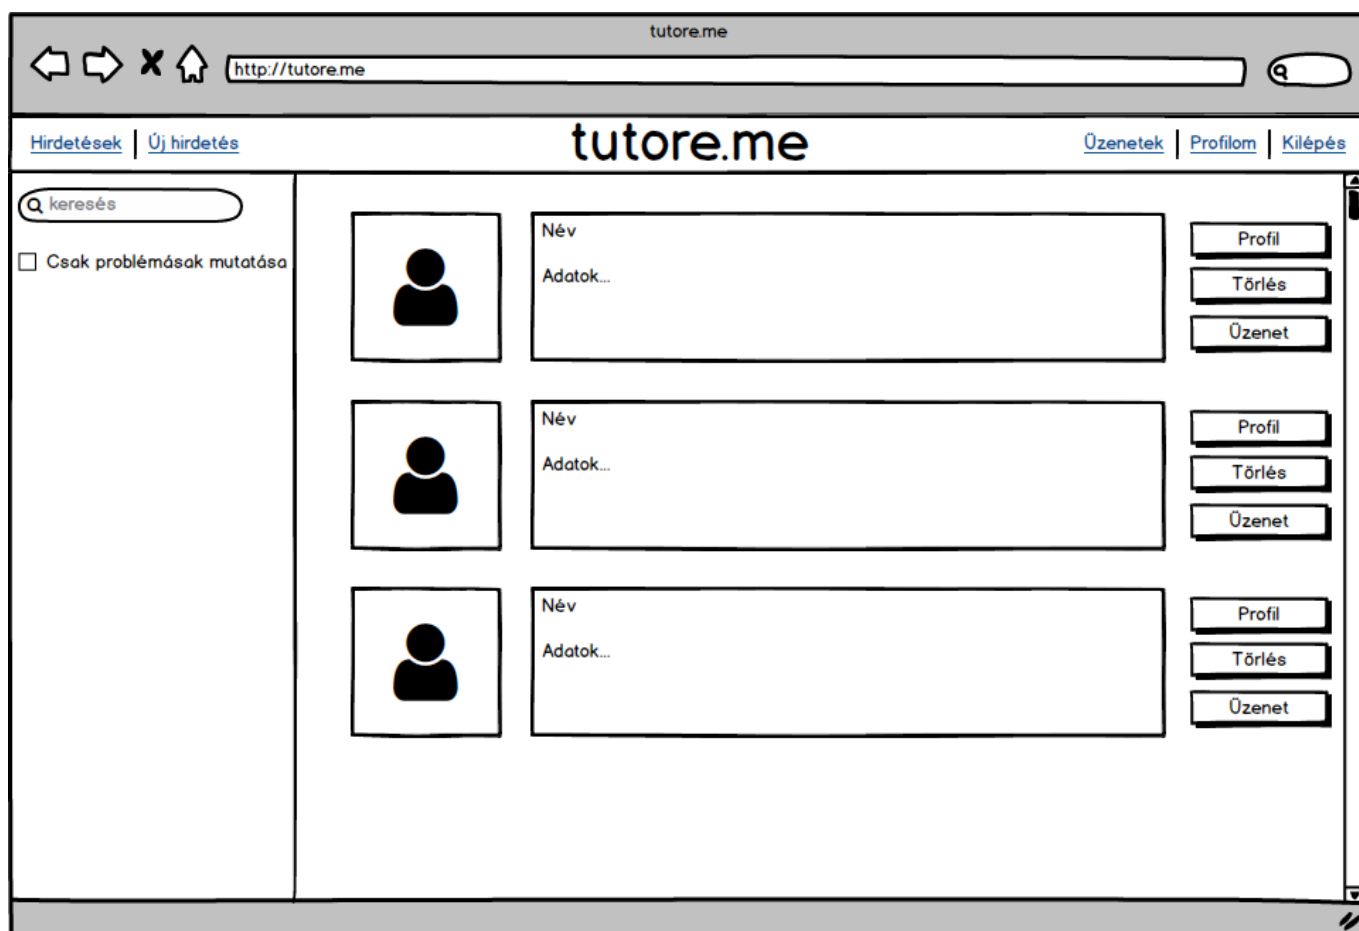 tutore.me
http://tutore.me
Hirdetések Új hirdetés tutore.me Üzenetek Profilom Kilépés
keresés
Csak problémásak mutatása
Név
Adatok...
Profil
Törlés
Üzenet
Név
Adatok...
Profil
Törlés
Üzenet
Név
Adatok...
Profil
Törlés
Üzenet